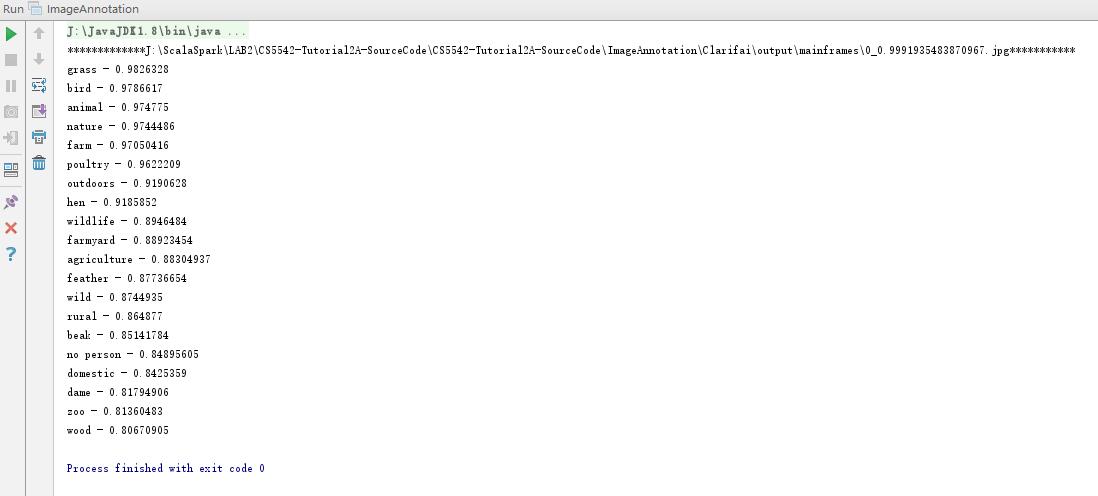 Run ImageAnnotation
J:\JavaJDK1.8\bin\java ...
*************J:\ScalaSpark\LAB2\CS5542-Tutorial2A-SourceCode\CS5542-Tutorial2A-SourceCode\ImageAnnotation\Clarifai\output\mainframes\0_0.9991935483870967.jpg***********
grass - 0.9826328
bird - 0.9786617
animal - 0.974775
nature - 0.9744486
farm - 0.97050416
poultry - 0.9622209
outdoors - 0.9190628
hen - 0.9185852
wildlife - 0.8946484
farmyard - 0.88923454
agriculture - 0.88304937
feather - 0.87736654
wild - 0.8744935
rural - 0.864877
beak - 0.85141784
no person - 0.84895605
domestic - 0.8425359
dame - 0.81794906
zoo - 0.81360483
wood - 0.80670905
Process finished with exit code 0